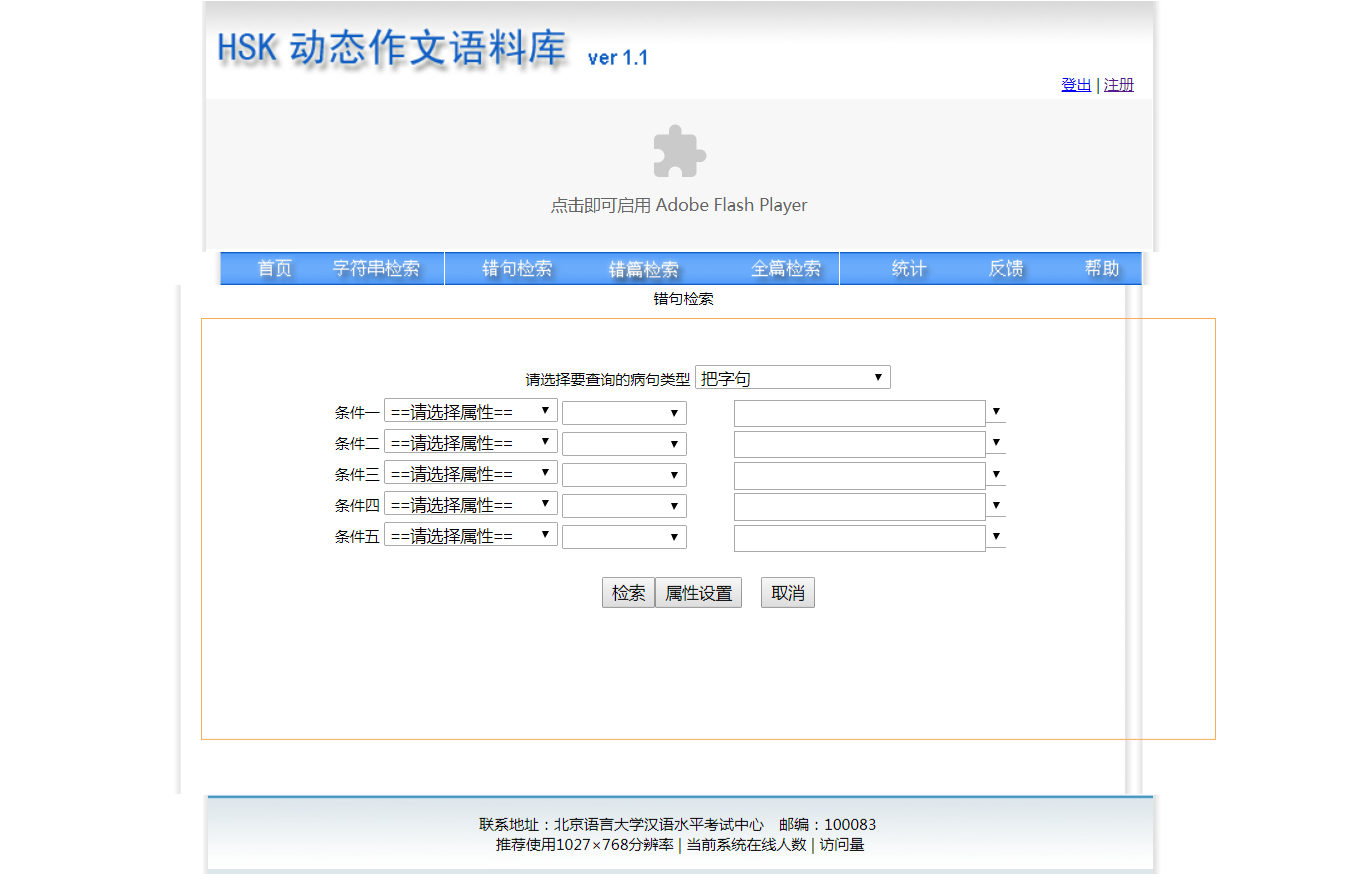 HSK 动态作文语料库 ver 1.1
登出 | 注册
点击即可启用 Adobe Flash Player
首页 字符串检索 错句检索 错篇检索 全篇检索 统计 反馈 帮助
错句检索
请选择要查询的病句类型 把字句
条件一 ==请选择属性==
条件二 ==请选择属性==
条件三 ==请选择属性==
条件四 ==请选择属性==
条件五 ==请选择属性==
检索 属性设置 取消
联系地址：北京语言大学汉语水平考试中心 邮编：100083
推荐使用1027×768分辨率 | 当前系统在线人数 | 访问量